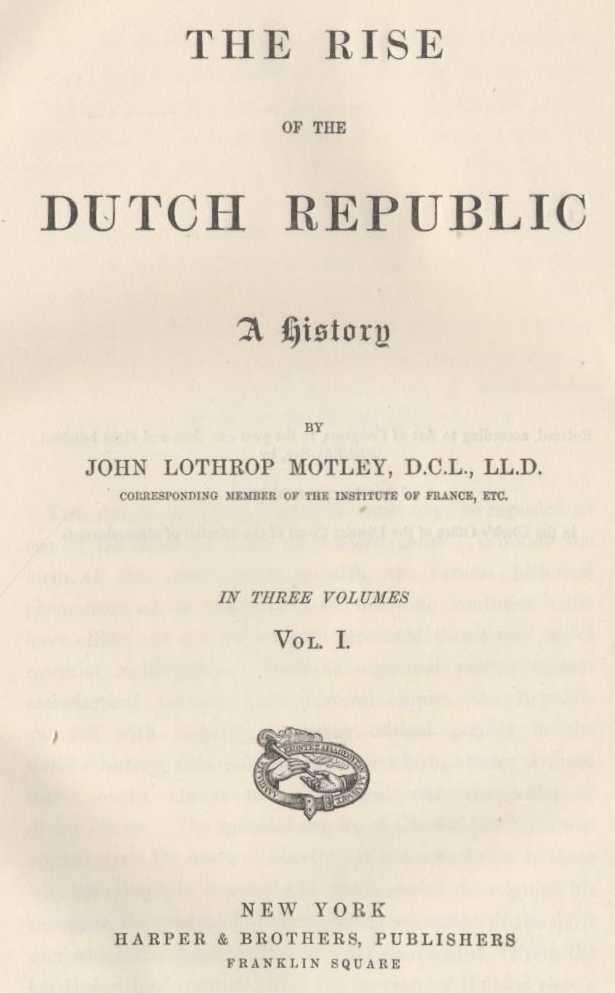 THE RISE
OF THE
DUTCH REPUBLIC
A History
BY
JOHN LOTHROP MOTLEY, D.C.L., LL.D.
CORRESPONDING MEMBER OF THE INSTITUTE OF FRANCE, ETC.
IN THREE VOLUMES
VOL. I.
NEW YORK
HARPER & BROTHERS, PUBLISHERS
FRANKLIN SQUARE